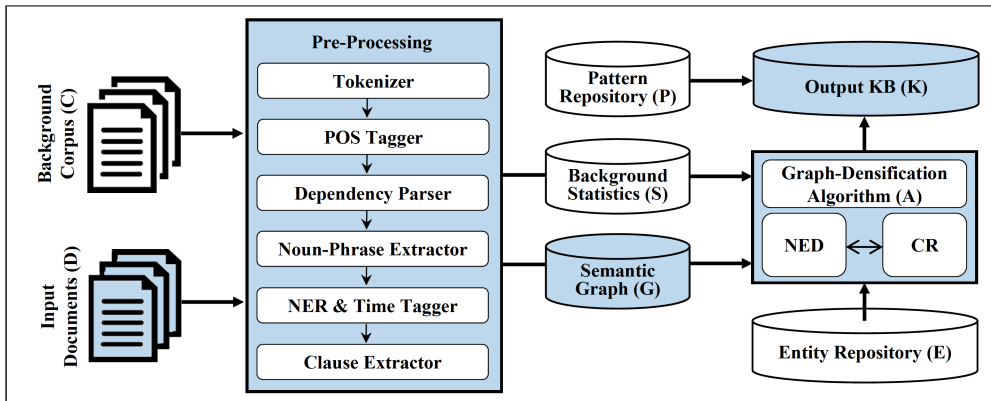 Background
Corpus (C)
Input
Documents (D)
Pre-Processing
Tokenizer
POS Tagger
Dependency Parser
Noun-Phrase Extractor
NER & Time Tagger
Clause Extractor
Pattern
Repository (P)
Background
Statistics (S)
Semantic
Graph (G)
Output KB (K)
Graph-Densification
Algorithm (A)
NED
CR
Entity Repository (E)